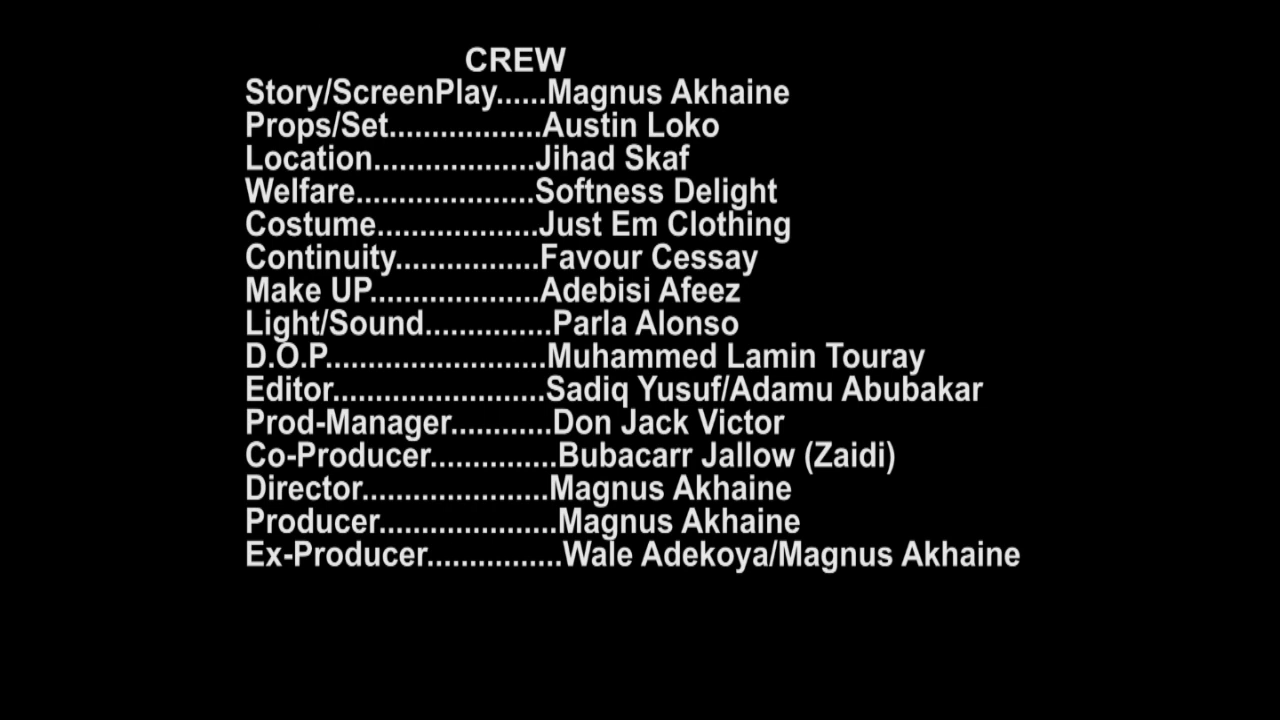 CREW
Story/ScreenPlay......Magnus Akhaine
Props/Set..................Austin Loko
Location...................Jihad Skaf
Welfare.....................Softness Delight
Costume...................Just Em Clothing
Continuity.................Favour Cessay
Make UP....................Adebisi Afeez
Light/Sound...............Parla Alonso
D.O.P..........................Muhammed Lamin Touray
Editor.........................Sadiq Yusuf/Adamu Abubakar
Prod-Manager............Don Jack Victor
Co-Producer...............Bubacarr Jallow (Zaidi)
Director......................Magnus Akhaine
Producer.....................Magnus Akhaine
Ex-Producer................Wale Adekoya/Magnus Akhaine